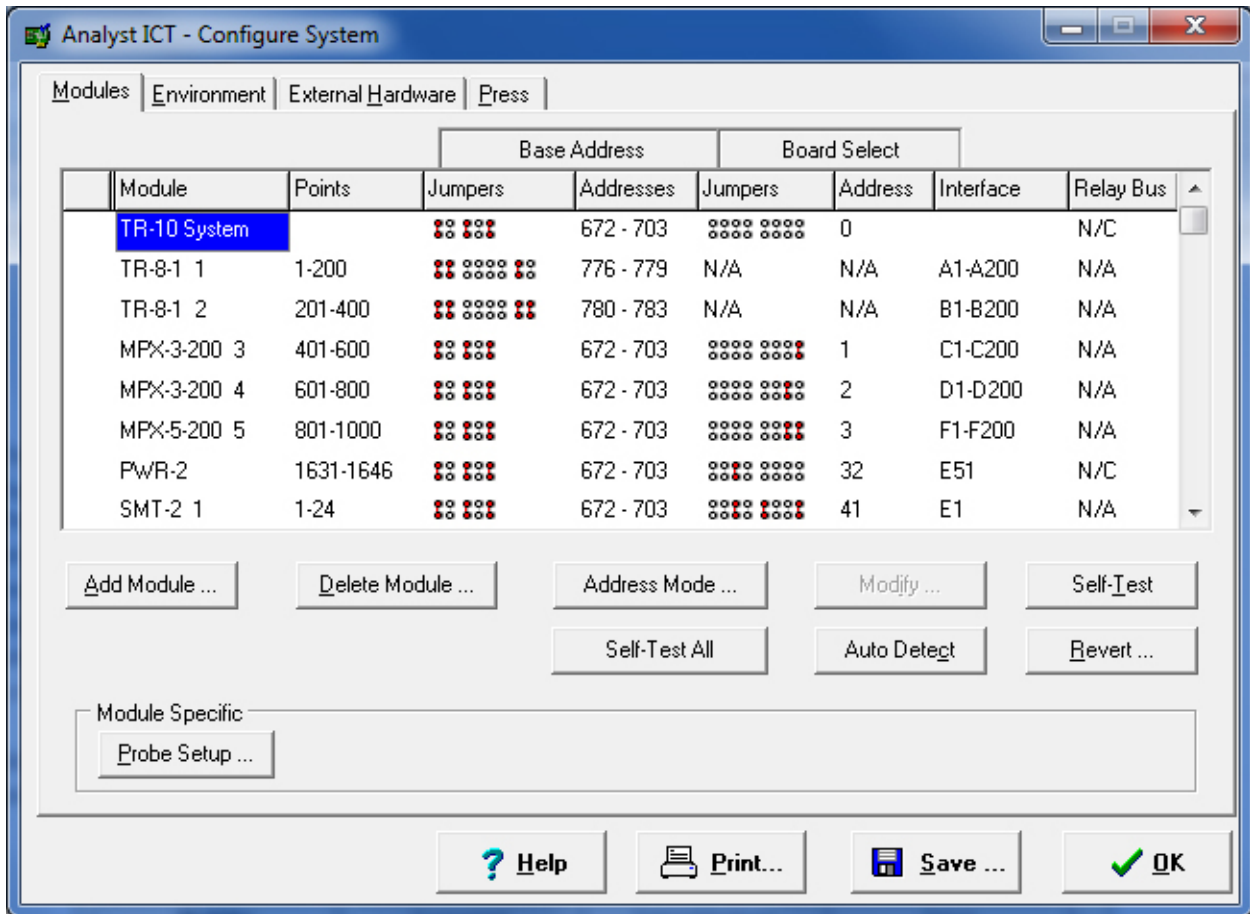 Analyst ICT - Configure System
Modules Environment External Hardware Press
Base Address Board Select
Module Points Jumpers Addresses Jumpers Address Interface Relay Bus
TR-10 System 672 - 703 0 N/C
TR-8-1 1 1-200 776 - 779 N/A N/A A1-A200 N/A
TR-8-1 2 201-400 780 - 783 N/A N/A B1-B200 N/A
MPX-3-200 3 401-600 672 - 703 1 C1-C200 N/A
MPX-3-200 4 601-800 672 - 703 2 D1-D200 N/A
MPX-5-200 5 801-1000 672 - 703 3 F1-F200 N/A
PWR-2 1631-1646 672 - 703 32 E51 N/C
SMT-2 1 1-24 672 - 703 41 E1 N/A
Add Module ... Delete Module ... Address Mode ... Modify ... Self-Test
Self-Test All Auto Detect Revert ...
Module Specific
Probe Setup ...
? Help Print... Save ... OK